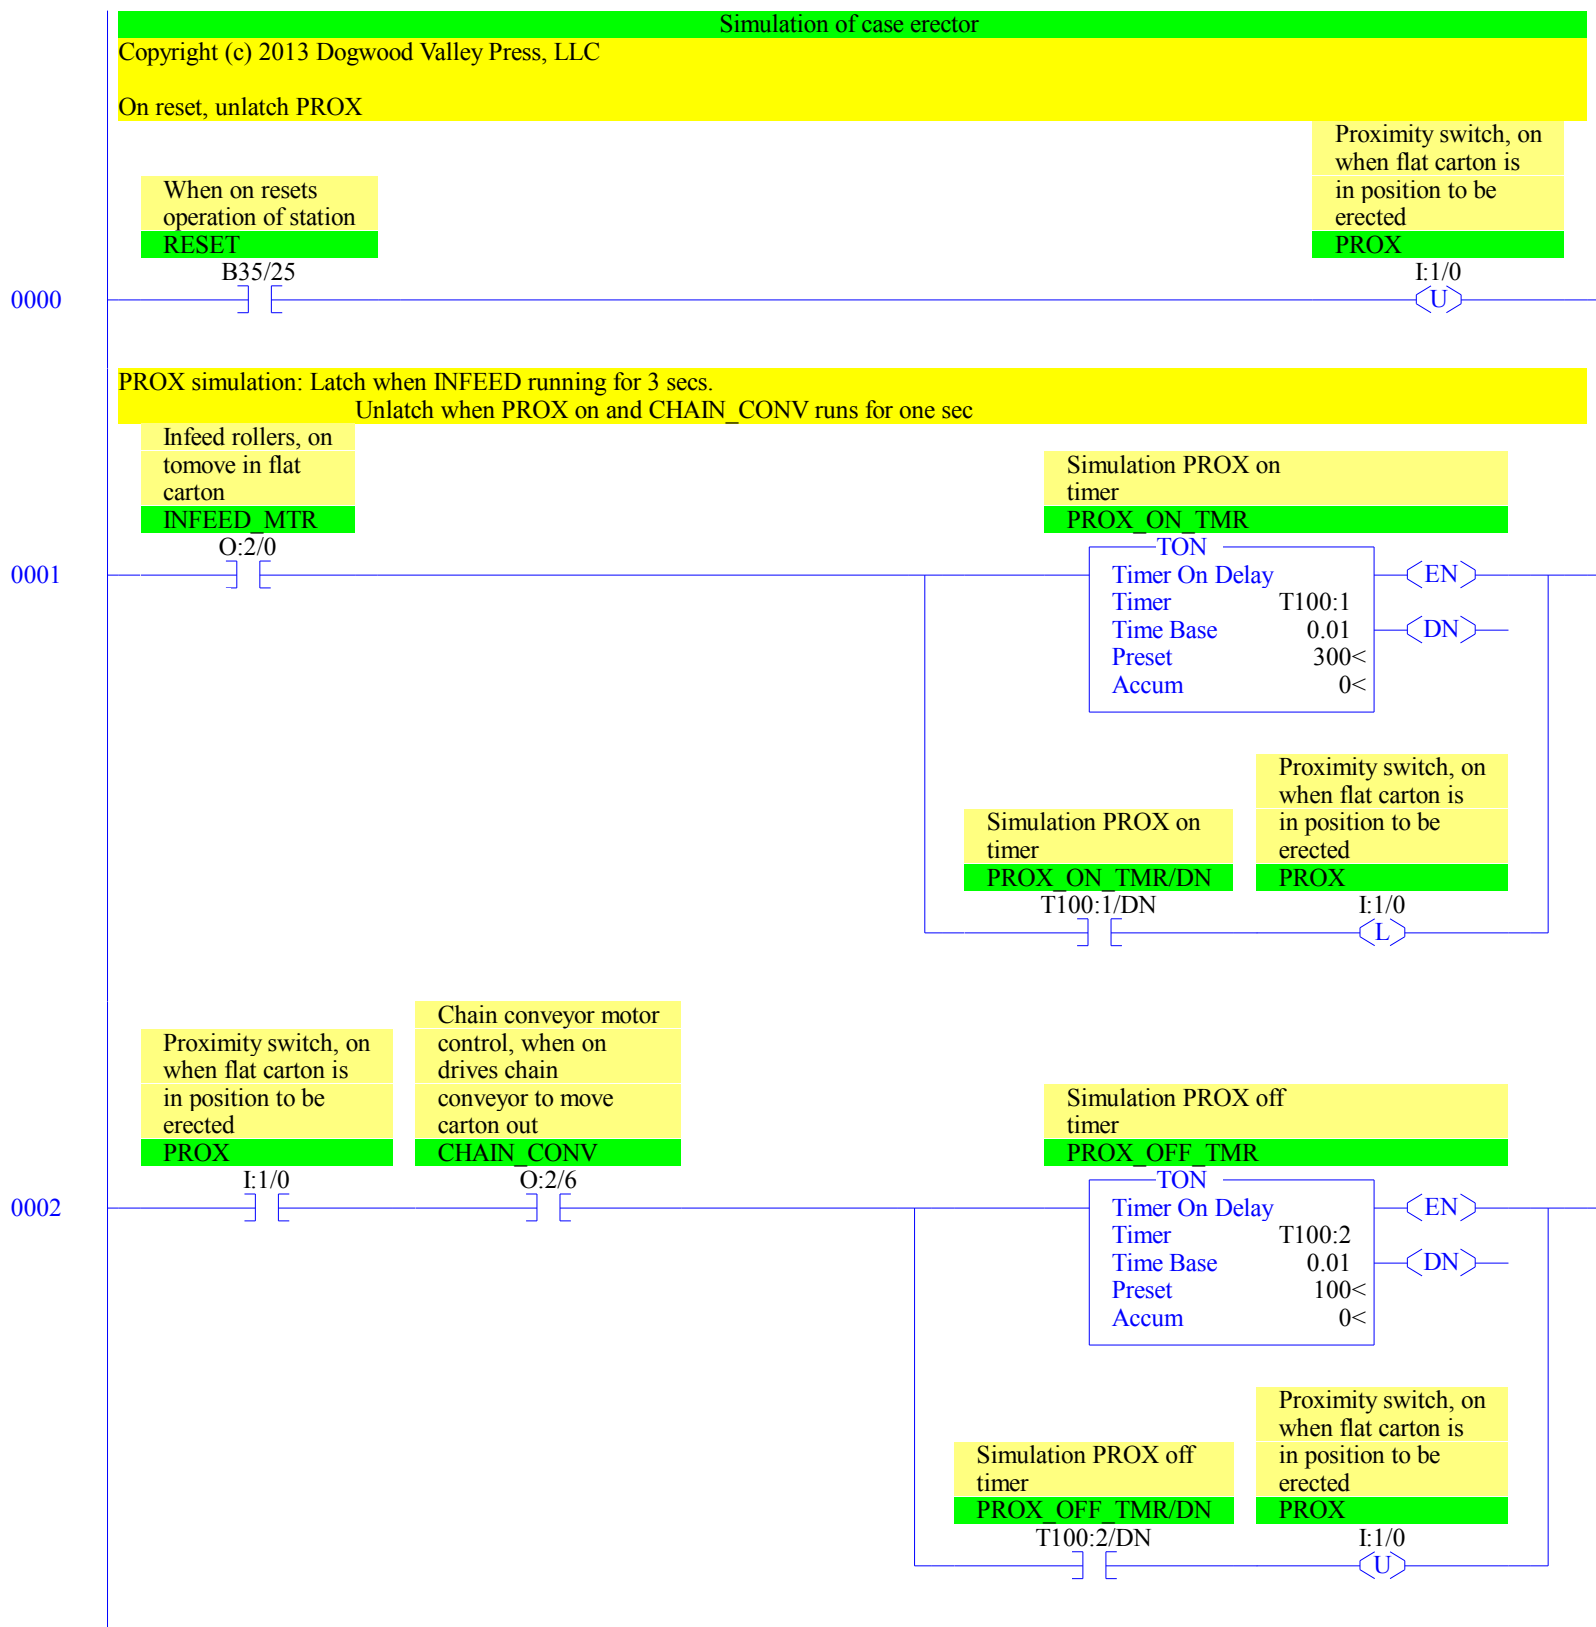 Simulation of case erector
Copyright (c) 2013 Dogwood Valley Press, LLC
On reset, unlatch PROX
When on resets
operation of station
RESET
B35/25
Proximity switch, on
when flat carton is
in position to be
erected
PROX
I:1/0
0000
U
PROX simulation: Latch when INFEED running for 3 secs.
Unlatch when PROX on and CHAIN_CONV runs for one sec
Infeed rollers, on
tomove in flat
carton
INFEED_MTR
O:2/0
Simulation PROX on
timer
PROX_ON_TMR
0001
TON
Timer On Delay
Timer T100:1
Time Base 0.01
Preset 300<
Accum 0<
EN
DN
Simulation PROX on
timer
PROX_ON_TMR/DN
T100:1/DN
Proximity switch, on
when flat carton is
in position to be
erected
PROX
I:1/0
L
Proximity switch, on
when flat carton is
in position to be
erected
PROX
I:1/0
Chain conveyor motor
control, when on
drives chain
conveyor to move
carton out
CHAIN_CONV
O:2/6
Simulation PROX off
timer
PROX_OFF_TMR
0002
TON
Timer On Delay
Timer T100:2
Time Base 0.01
Preset 100<
Accum 0<
EN
DN
Simulation PROX off
timer
PROX_OFF_TMR/DN
T100:2/DN
Proximity switch, on
when flat carton is
in position to be
erected
PROX
I:1/0
U